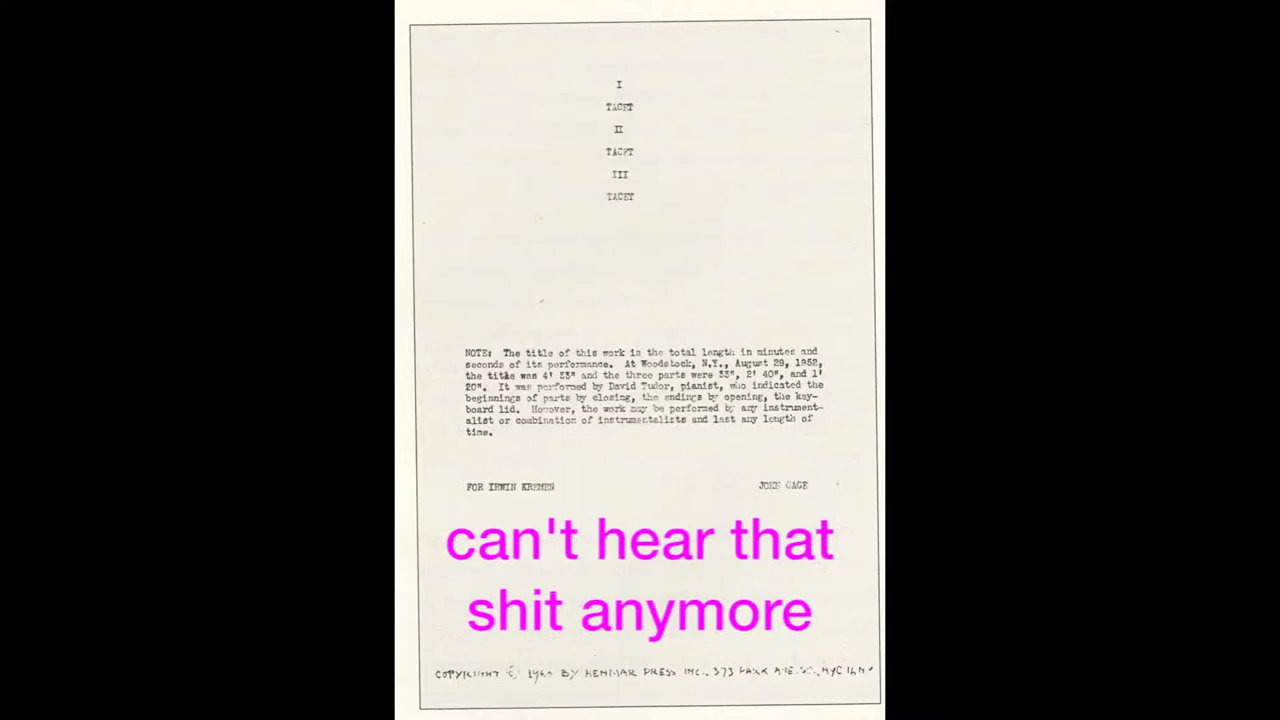 I
TACET
II
TACET
III
TACET
NOTE: The title of this work is the total length in minutes and
seconds of its performance. At Woodstock, N.Y., August 29, 1952,
the title was 4' 33" and the three parts were 33", 2' 40", and 1'
20". It was performed by David Tudor, pianist, who indicated the
beginnings of parts by closing, the endings by opening, the key-
board lid. However, the work may be performed by any instrument-
alist or combination of instrumentalists and last any length of
time.
FOR IRWIN KREMEN JOHN CAGE
can't hear that
shit anymore
COPYRIGHT © 1960 BY HENMAR PRESS INC., 373 PARK AVE. SO., NYC